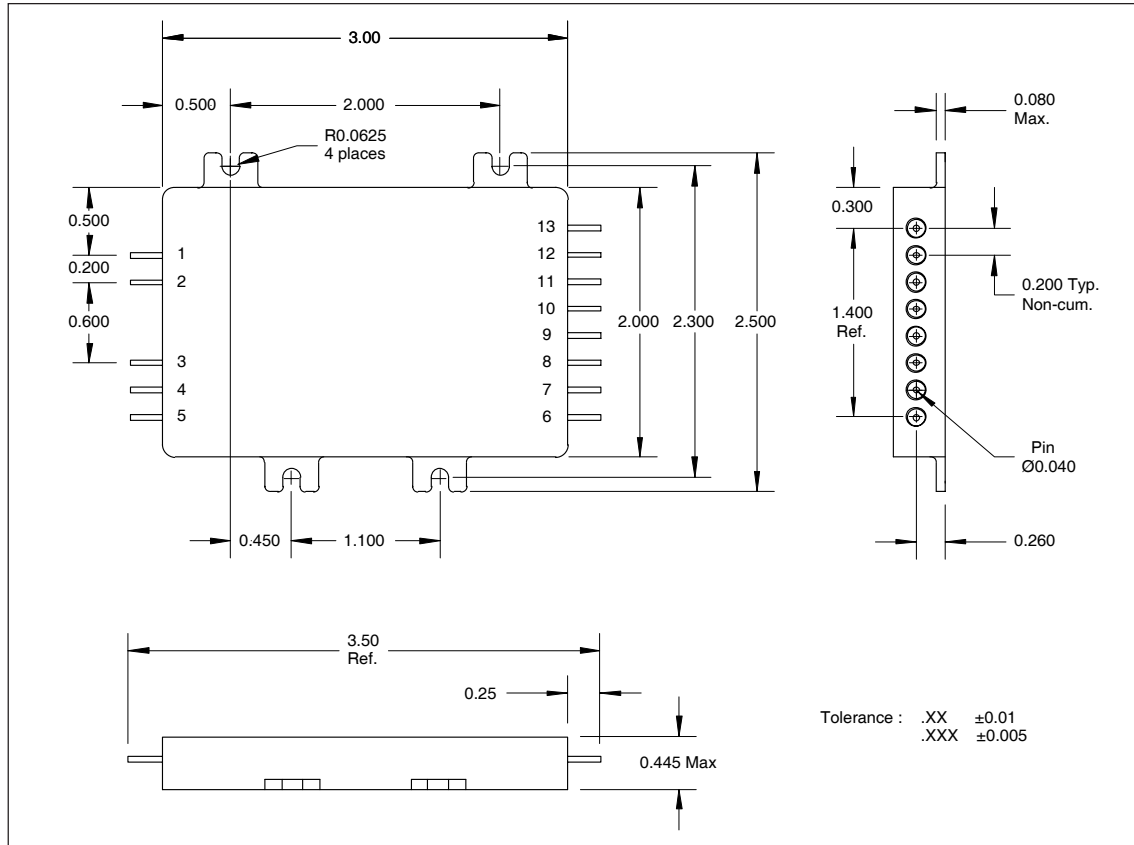 3.00
0.500
2.000
0.080
Max.
R0.0625
4 places
0.500
0.200
0.600
1
2
3
4
5
13
12
11
10
9
8
7
6
2.000
2.300
2.500
0.300
1.400
Ref.
0.200 Typ.
Non-cum.
Pin
Ø0.040
0.260
0.450
1.100
3.50
Ref.
0.25
0.445 Max
Tolerance : .XX ±0.01
.XXX ±0.005